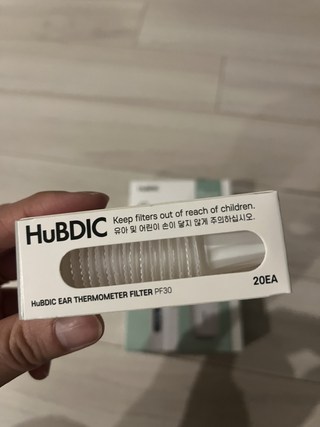 HuBDIC
Keep filters out of reach of children.
유아 및 어린이 손이 닿지 않게 주의하십시오.
HuBDIC EAR THERMOMETER FILTER PF30
20EA